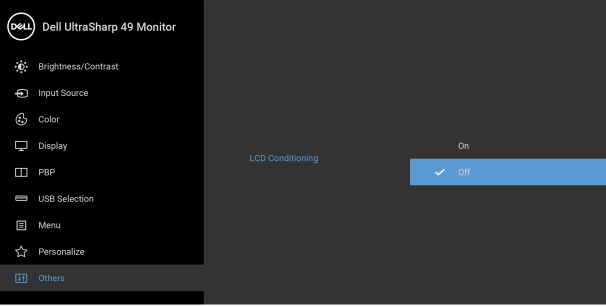 DELL
Dell UltraSharp 49 Monitor
Brightness/Contrast
Input Source
Color
Display
PBP
USB Selection
Menu
Personalize
Others
LCD Conditioning
On
Off